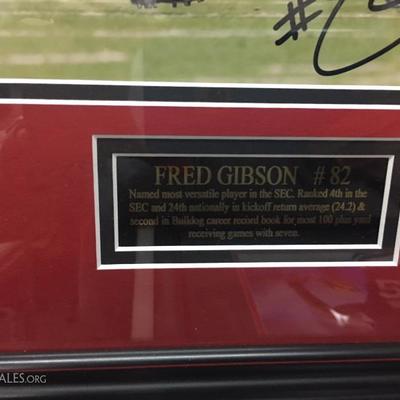 #
FRED GIBSON # 82
Named most versatile player in the SEC. Ranked 4th in the
SEC and 24th nationally in kickoff return average (24.2) &
second in Bulldog career record book for most 100 plus yard
receiving games with seven.
ALES.ORG